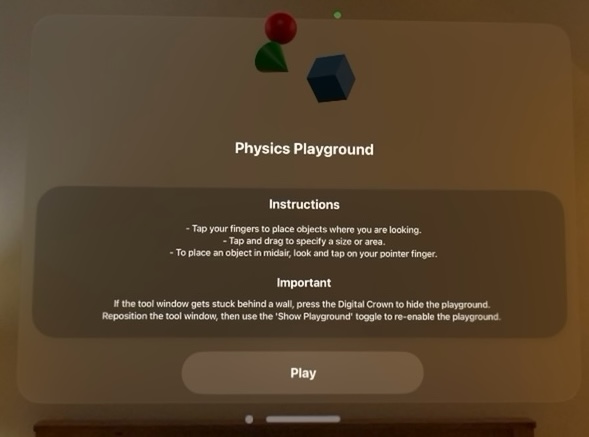 Physics Playground
Instructions
- Tap your fingers to place objects where you are looking.
- Tap and drag to specify a size or area.
- To place an object in midair, look and tap on your pointer finger.
Important
If the tool window gets stuck behind a wall, press the Digital Crown to hide the playground.
Reposition the tool window, then use the 'Show Playground' toggle to re-enable the playground.
Play